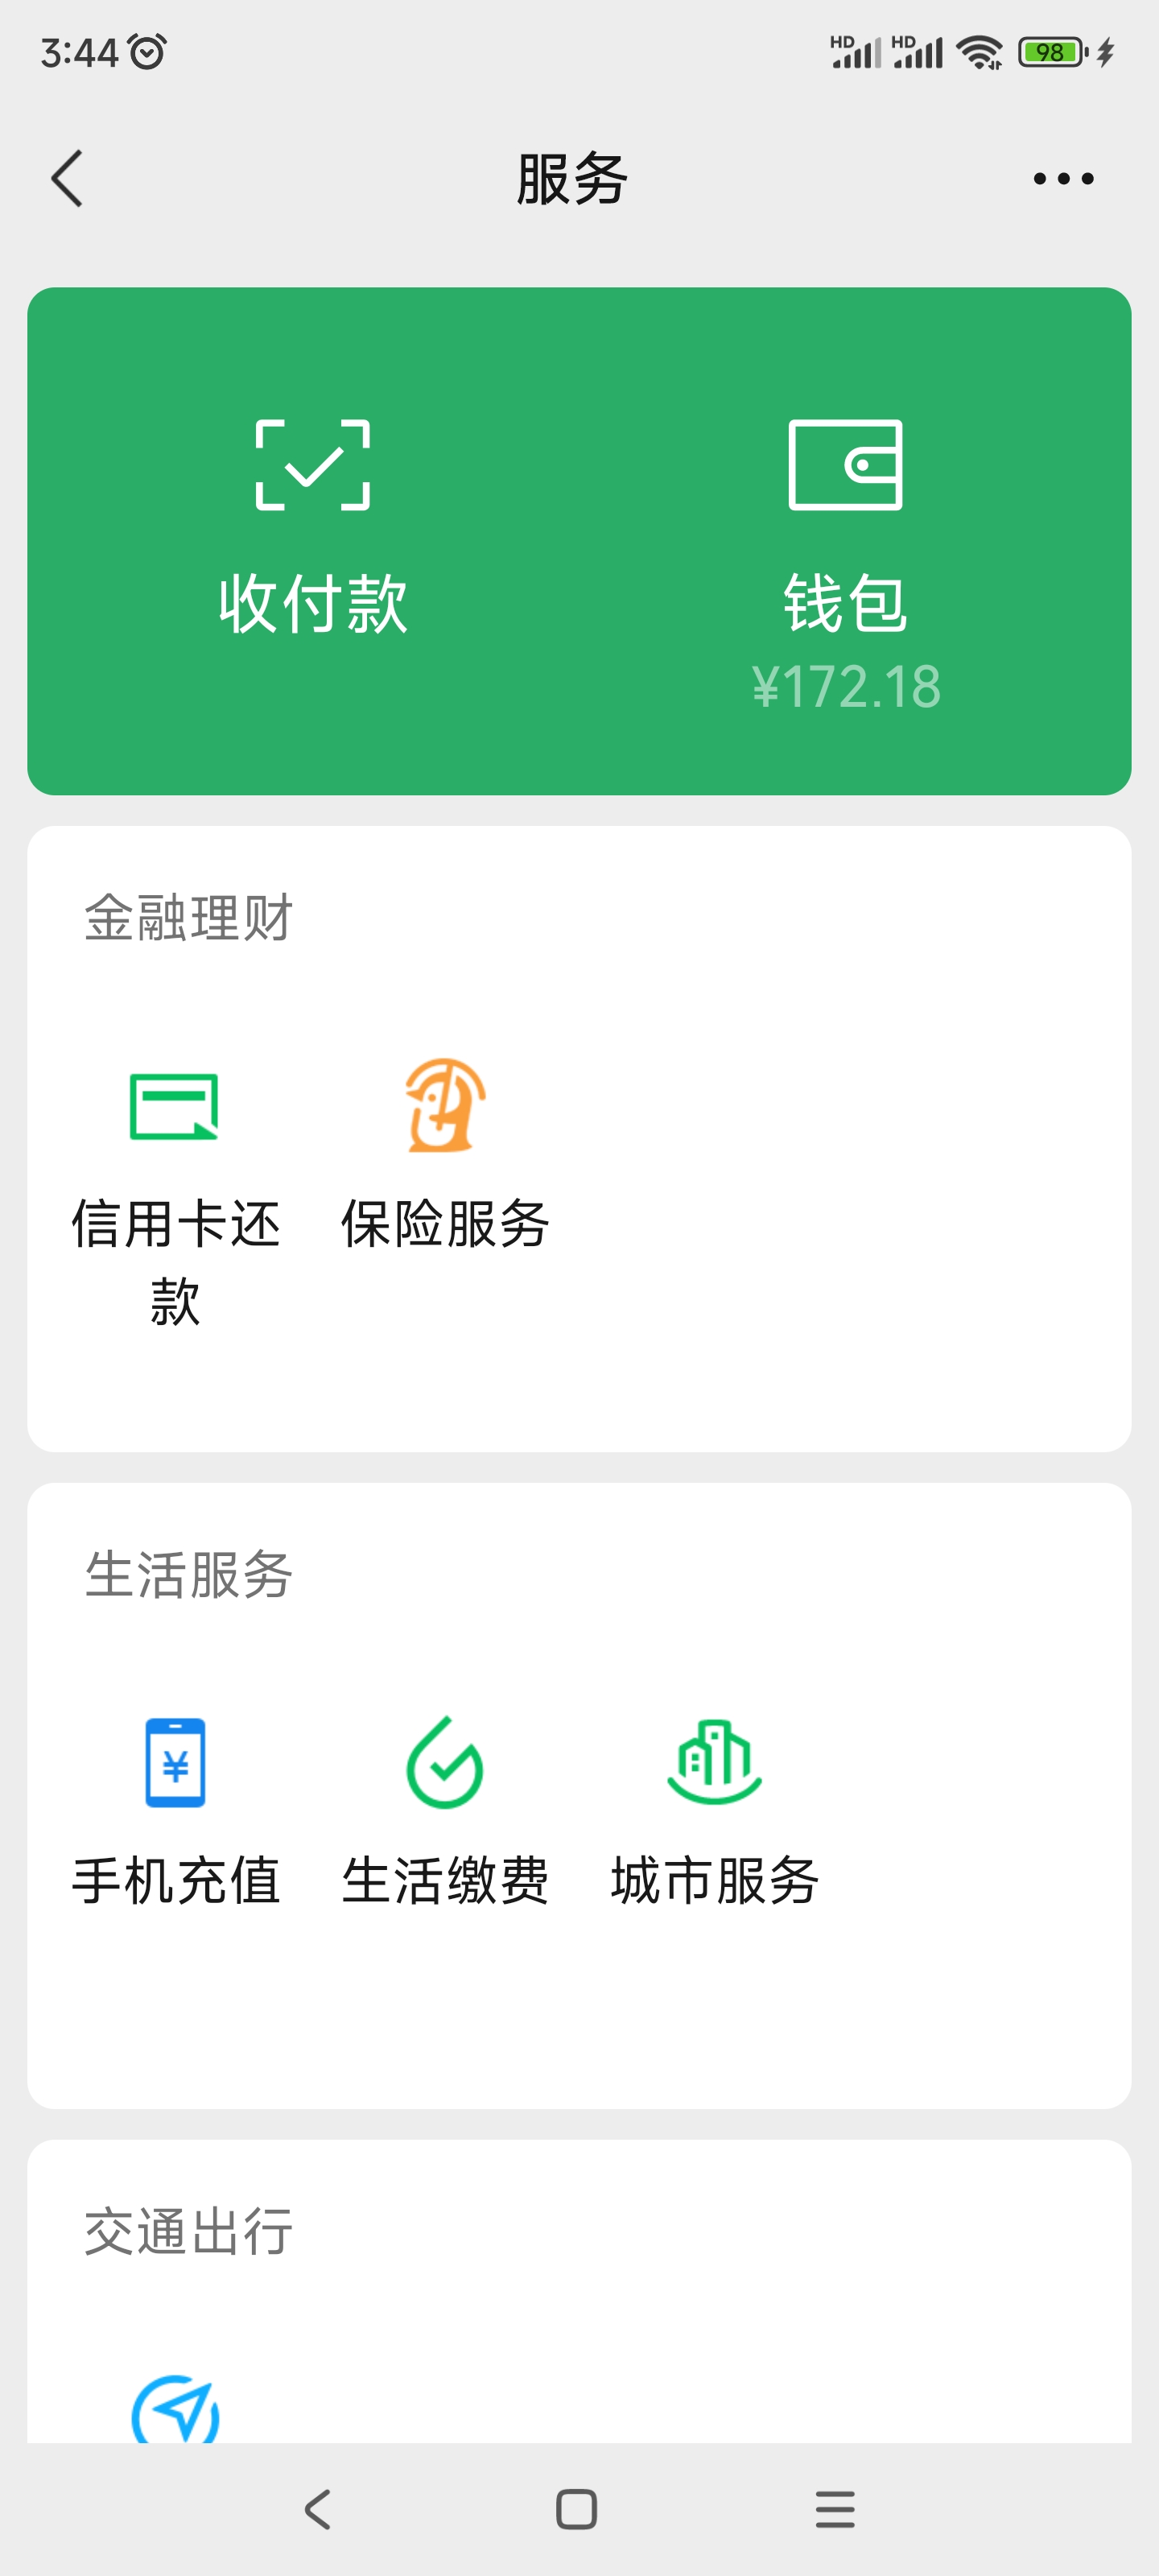 3:44
HD HD 98
服务
收付款
钱包
¥172.18
金融理财
信用卡还款
保险服务
生活服务
¥
手机充值
生活缴费
城市服务
交通出行